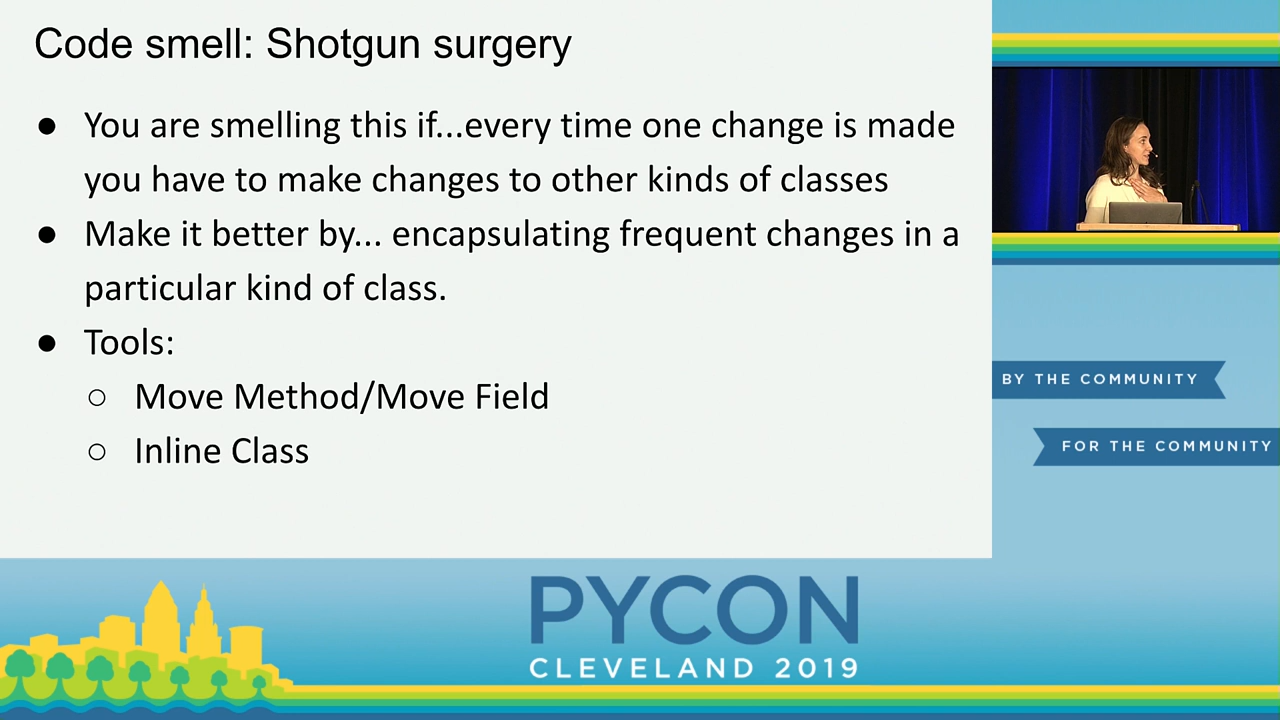 Code smell: Shotgun surgery
● You are smelling this if...every time one change is made
you have to make changes to other kinds of classes
● Make it better by... encapsulating frequent changes in a
particular kind of class.
● Tools:
○ Move Method/Move Field
○ Inline Class
BY THE COMMUNITY
FOR THE COMMUNITY
PYCON
CLEVELAND 2019